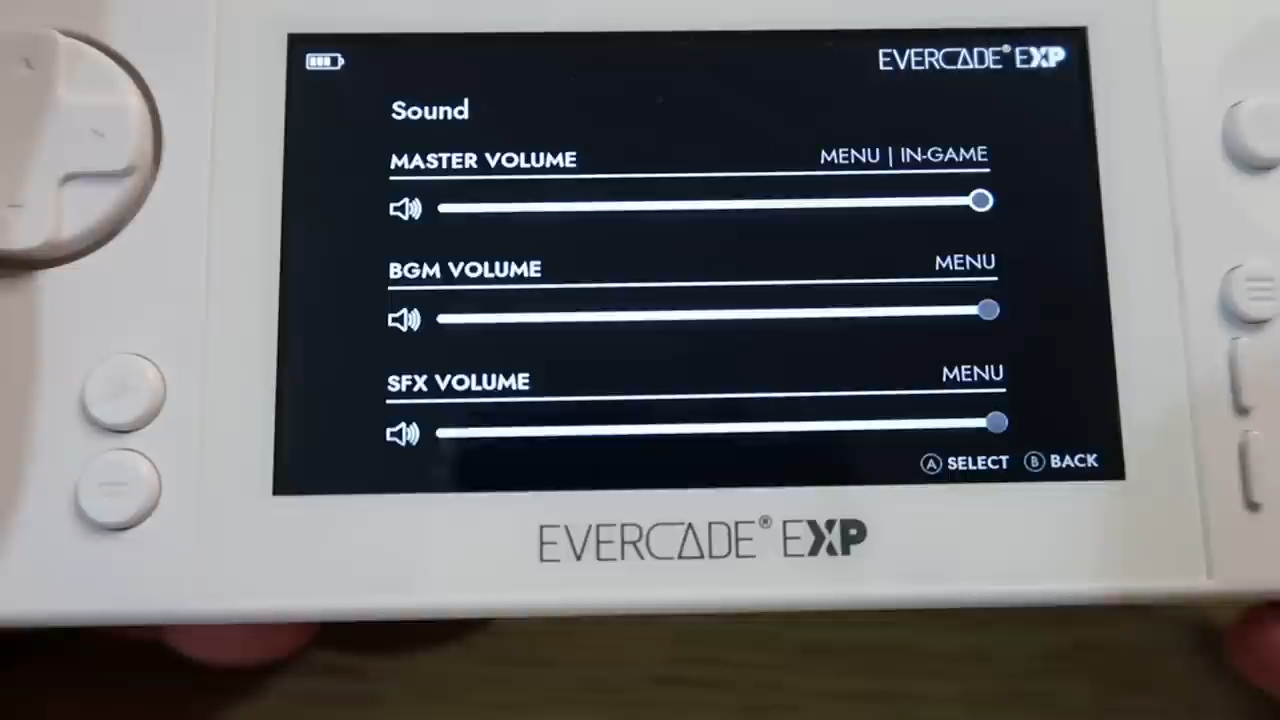 EVERCADE® EXP
Sound
MASTER VOLUME MENU | IN-GAME
BGM VOLUME MENU
SFX VOLUME MENU
A SELECT B BACK
EVERCADE® EXP